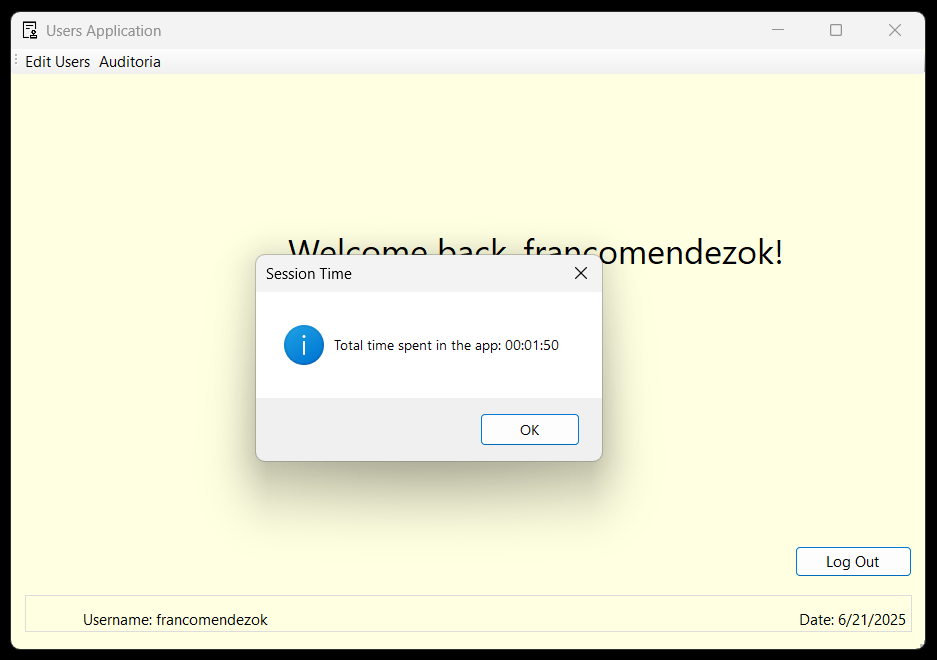 Users Application
Edit Users Auditoria
Welcome back, francomendezok!
Session Time
Total time spent in the app: 00:01:50
OK
Log Out
Username: francomendezok
Date: 6/21/2025